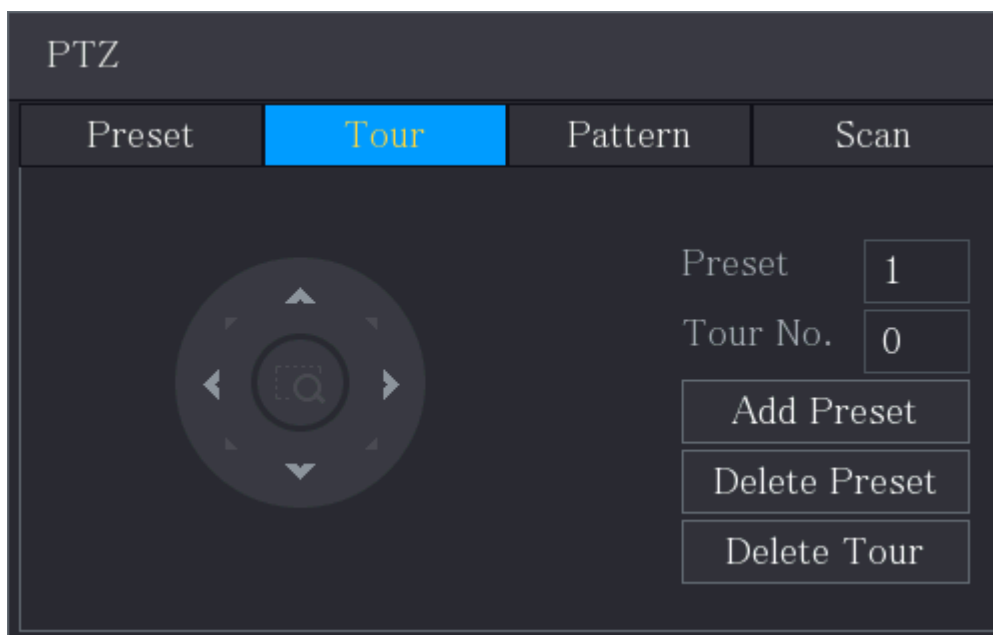 PTZ
Preset Tour Pattern Scan
Preset 1
Tour No. 0
Add Preset
Delete Preset
Delete Tour